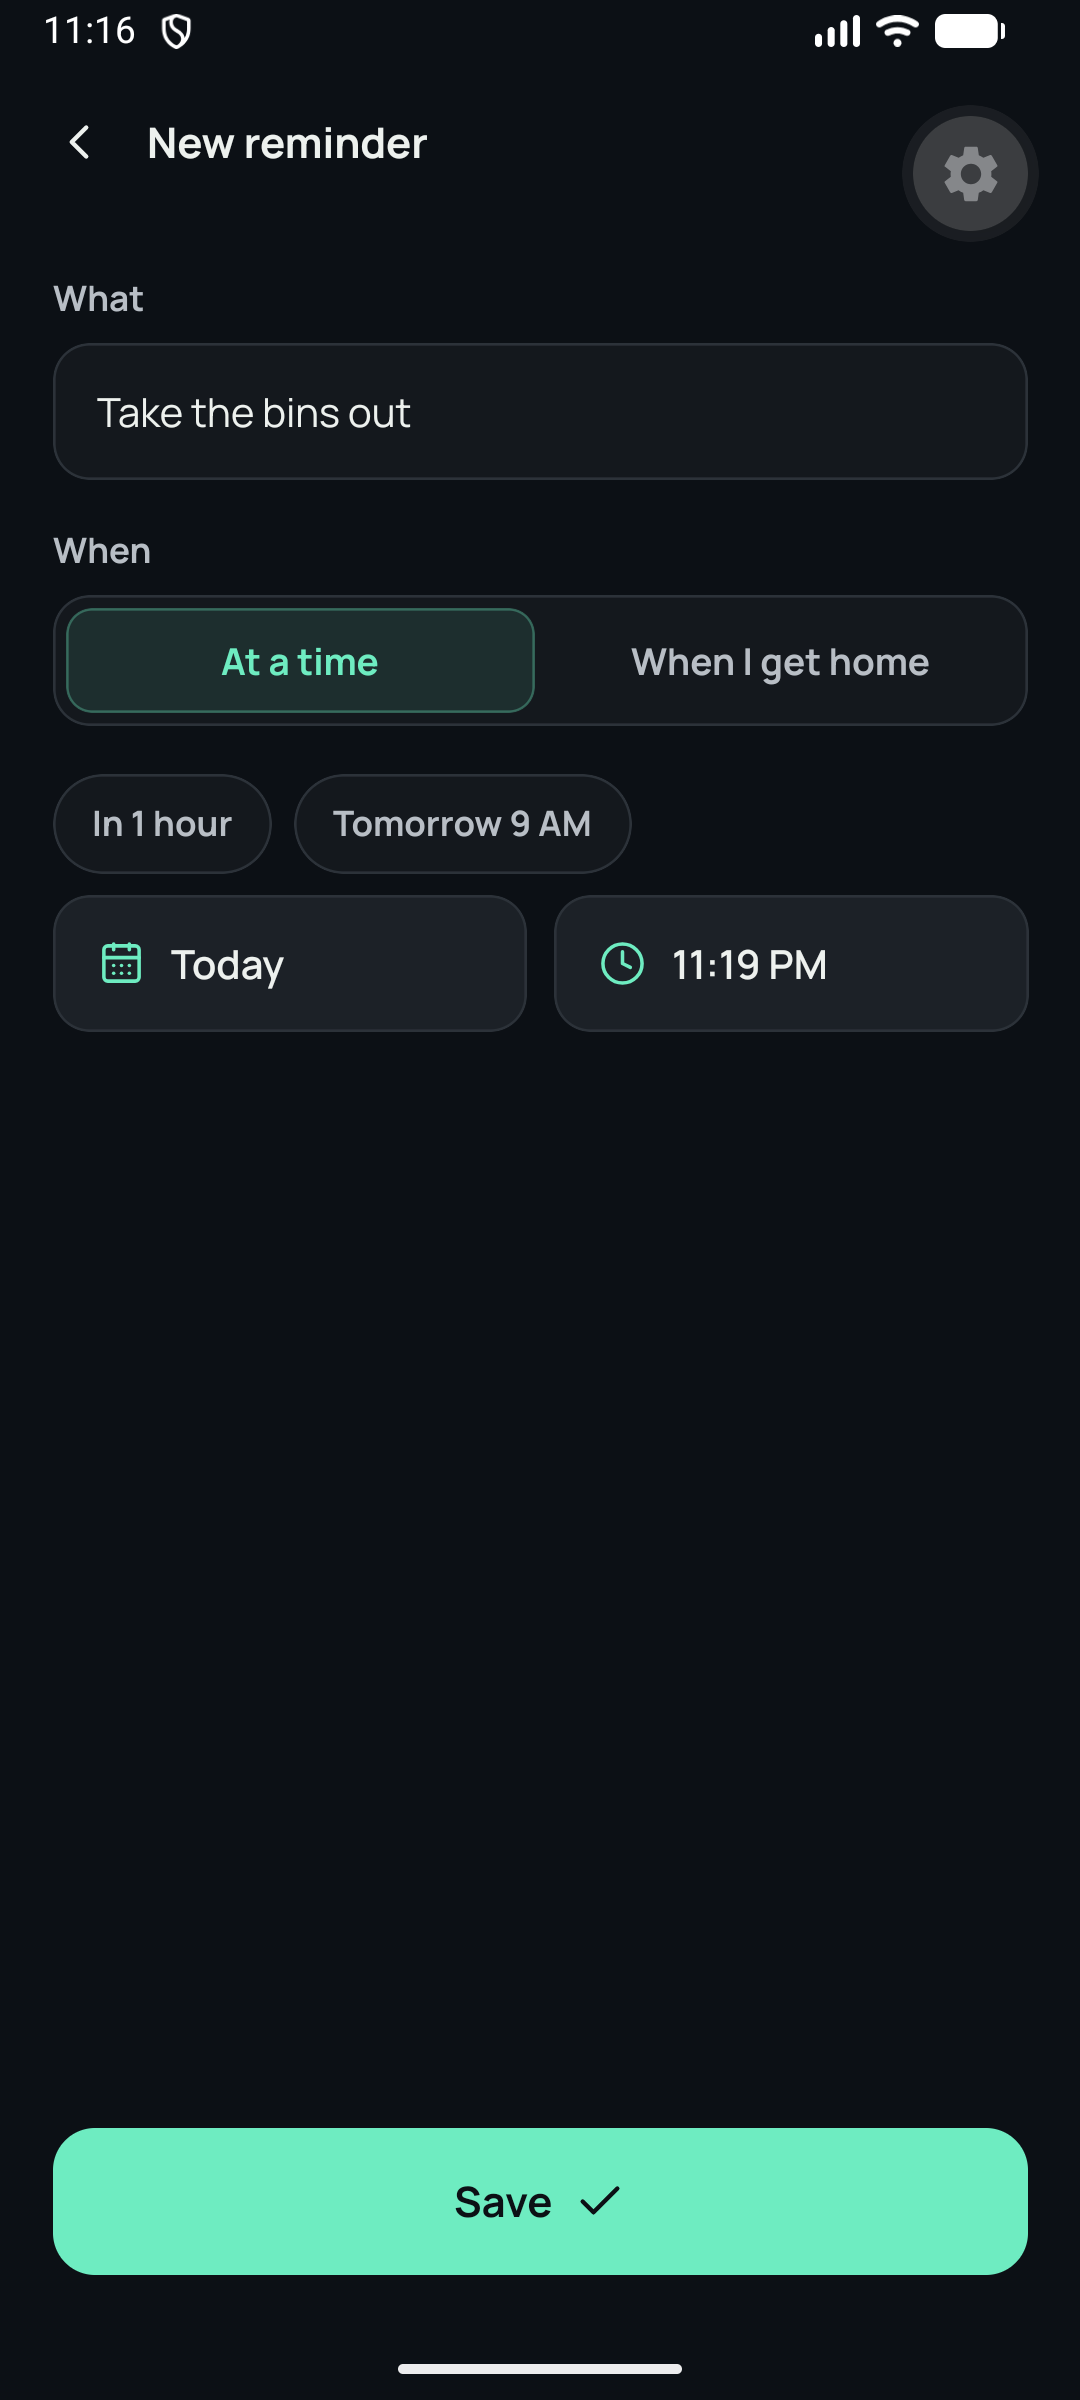 11:16
New reminder
What
Take the bins out
When
At a time
When I get home
In 1 hour
Tomorrow 9 AM
Today
11:19 PM
Save